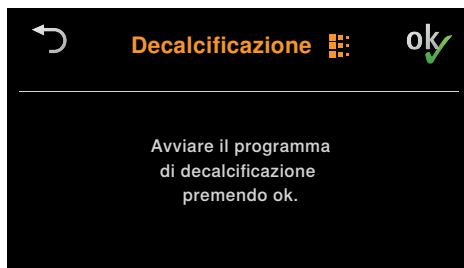 Decalcificazione
ok
Avviare il programma
di decalcificazione
premendo ok.